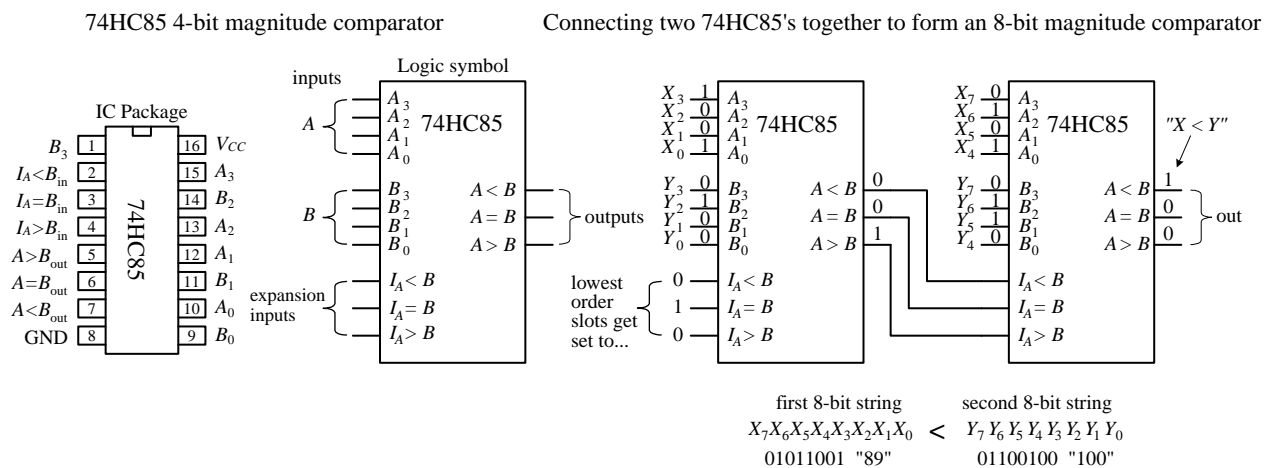 74HC85 4-bit magnitude comparator
Connecting two 74HC85's together to form an 8-bit magnitude comparator
IC Package
B3 1 16 VCC
IA<Bin 2 15 A3
IA=Bin 3 14 B2
IA>Bin 4 13 A2
A>Bout 5 12 A1
A=Bout 6 11 B1
A<Bout 7 10 A0
GND 8 9 B0
74HC85
inputs
Logic symbol
74HC85
A
A3
A2
A1
A0
B
B3
B2
B1
B0
A < B
A = B
A > B
outputs
expansion
inputs
IA < B
IA = B
IA > B
74HC85
X3 1 A3
X2 0 A2
X1 0 A1
X0 1 A0
Y3 0 B3
Y2 1 B2
Y1 0 B1
Y0 0 B0
A < B 0
A = B 0
A > B 1
lowest
order
slots get
set to...
0 IA < B
1 IA = B
0 IA > B
74HC85
X7 0 A3
X6 1 A2
X5 0 A1
X4 1 A0
Y7 0 B3
Y6 1 B2
Y5 1 B1
Y4 0 B0
"X < Y"
A < B 1
A = B 0
A > B 0
out
IA < B
IA = B
IA > B
first 8-bit string second 8-bit string
X7X6X5X4X3X2X1X0 < Y7Y6Y5Y4Y3Y2Y1Y0
01011001 "89" 01100100 "100"